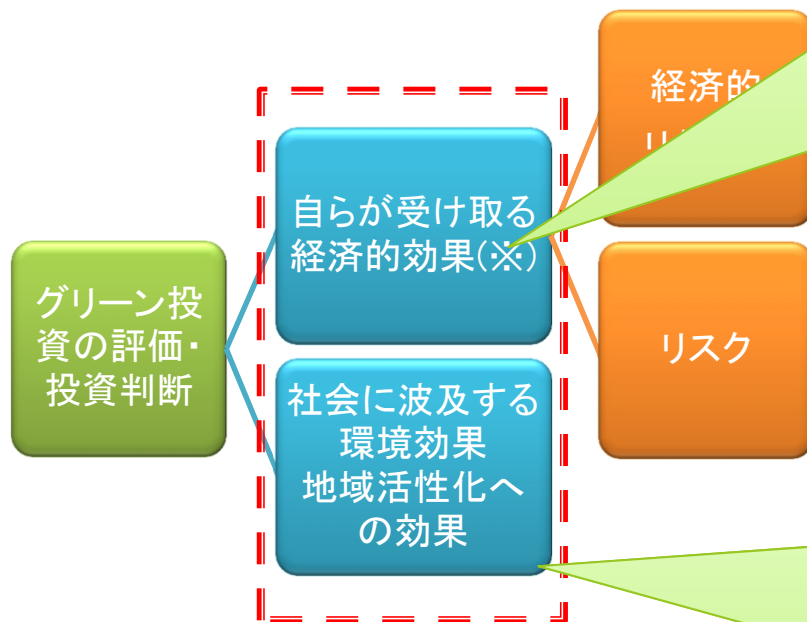 グリーン投
資の評価・
投資判断
自らが受け取る
経済的効果(※)
社会に波及する
環境効果
地域活性化へ
の効果
経済的
リスク